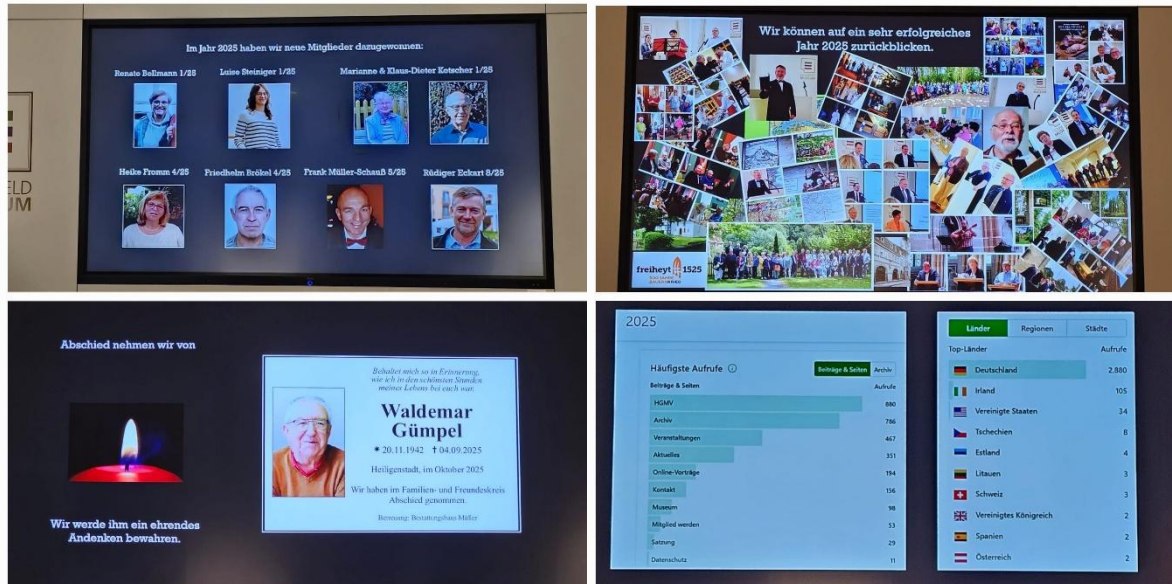 Im Jahr 2025 haben wir neue Mitglieder dazugewonnen:
Renate Bollmann 1/25
Luise Steiniger 1/25
Marianne & Klaus-Dieter Kotscher 1/25
Heike Fromm 4/25
Friedhelm Brökel 4/25
Frank Müller-Schauß 5/25
Rüdiger Eckart 8/25
ELD
UM
Wir können auf ein sehr erfolgreiches
Jahr 2025 zurückblicken.
freiheyt 1525
BAUERNKRIEG
Abschied nehmen wir von
Wir werde ihm ein ehrendes
Andenken bewahren.
Behaltet mich so in Erinnerung,
wie ich in den schönsten Stunden
meines Lebens bei euch war.
Waldemar
Gümpel
* 20.11.1942 † 04.09.2025
Heiligenstadt, im Oktober 2025
Wir haben im Familien- und Freundeskreis
Abschied genommen.
Betreuung: Bestattungshaus Müller
2025
Häufigste Aufrufe
Beiträge & Seiten Archiv
Beiträge & Seiten Aufrufe
HGMV 880
Archiv 786
Veranstaltungen 467
Aktuelles 351
Online-Vorträge 194
Kontakt 156
Museum 98
Mitglied werden 53
Satzung 29
Datenschutz 11
Länder Regionen Städte
Top-Länder Aufrufe
Deutschland 2.880
Irland 105
Vereinigte Staaten 34
Tschechien 8
Estland 4
Litauen 3
Schweiz 3
Vereinigtes Königreich 2
Spanien 2
Österreich 2